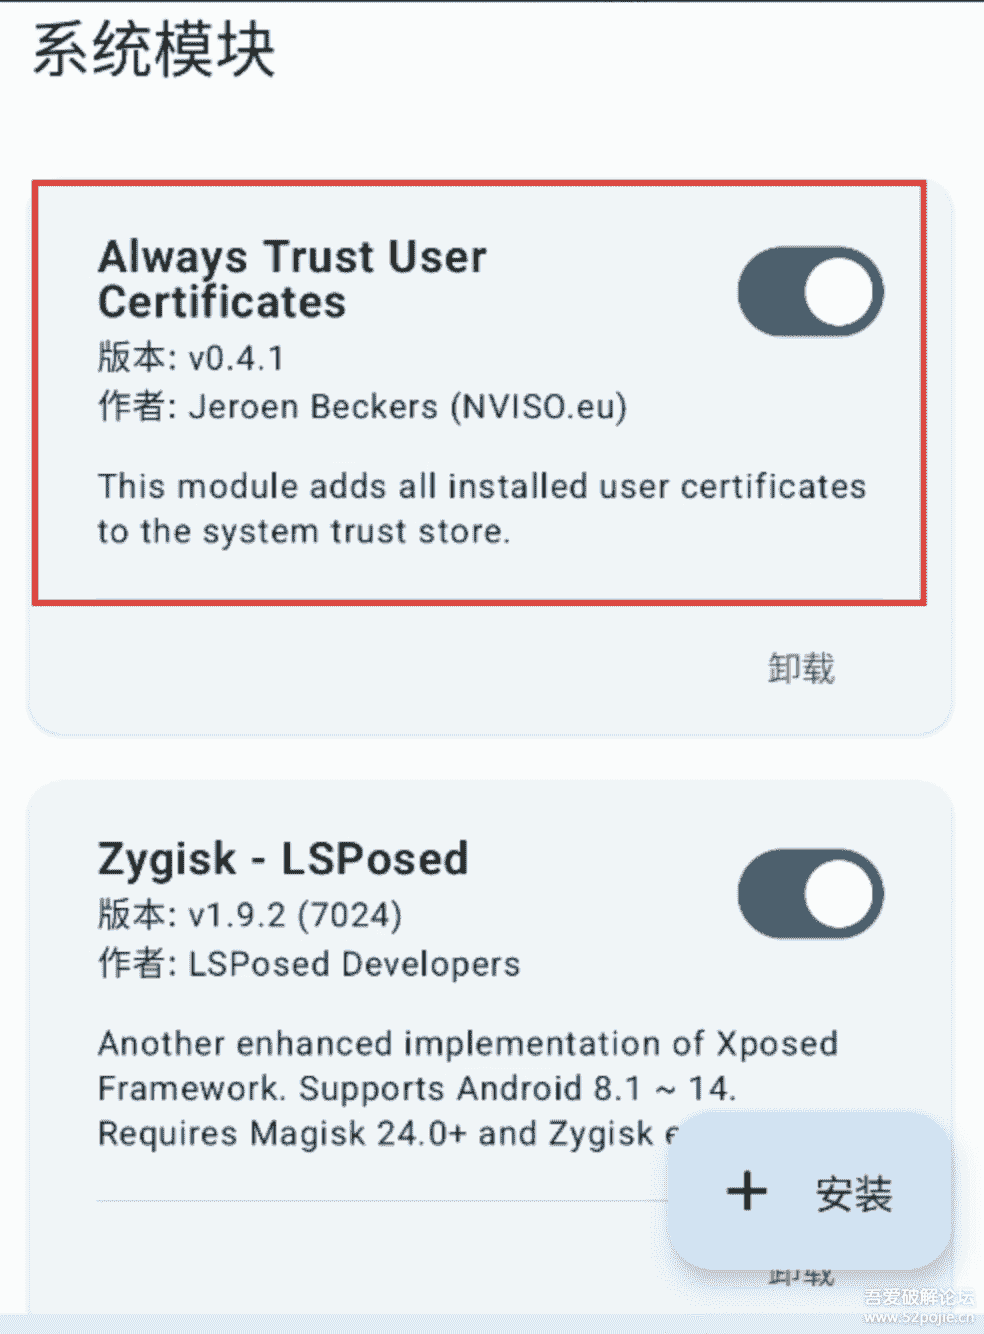 系统模块
Always Trust User
Certificates
版本: v0.4.1
作者: Jeroen Beckers (NVISO.eu)
This module adds all installed user certificates
to the system trust store.
卸载
Zygisk - LSPosed
版本: v1.9.2 (7024)
作者: LSPosed Developers
Another enhanced implementation of Xposed
Framework. Supports Android 8.1 ~ 14.
Requires Magisk 24.0+ and Zygisk
安装
卸载
吾爱破解论坛
www.52pojie.cn